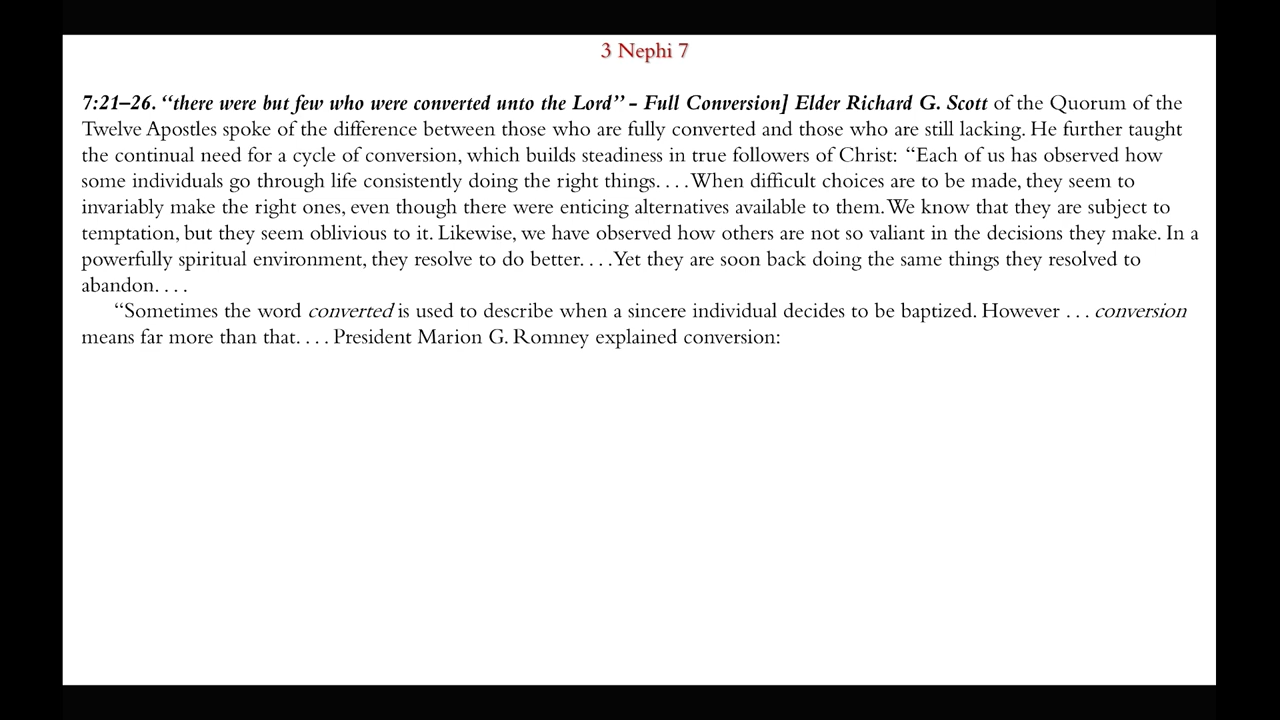 3 Nephi 7
7:21–26. “there were but few who were converted unto the Lord” - Full Conversion] Elder Richard G. Scott of the Quorum of the
Twelve Apostles spoke of the difference between those who are fully converted and those who are still lacking. He further taught
the continual need for a cycle of conversion, which builds steadiness in true followers of Christ: “Each of us has observed how
some individuals go through life consistently doing the right things. . . . When difficult choices are to be made, they seem to
invariably make the right ones, even though there were enticing alternatives available to them. We know that they are subject to
temptation, but they seem oblivious to it. Likewise, we have observed how others are not so valiant in the decisions they make. In a
powerfully spiritual environment, they resolve to do better. . . . Yet they are soon back doing the same things they resolved to
abandon. . . .
“Sometimes the word converted is used to describe when a sincere individual decides to be baptized. However . . . conversion
means far more than that. . . . President Marion G. Romney explained conversion: